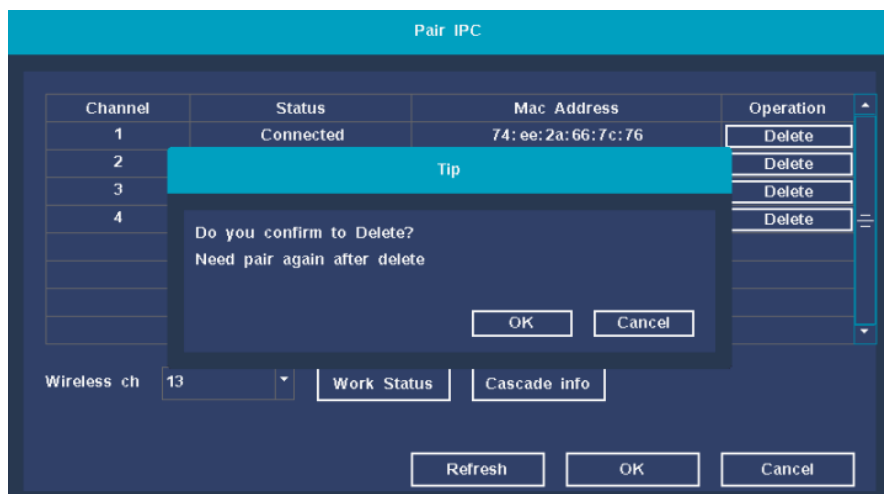 Pair IPC
Channel Status Mac Address Operation
1 Connected 74:ee:2a:66:7c:76 Delete
2 Delete
3 Delete
4 Delete
Tip
Do you confirm to Delete?
Need pair again after delete
OK Cancel
Wireless ch 13 Work Status Cascade info
Refresh OK Cancel